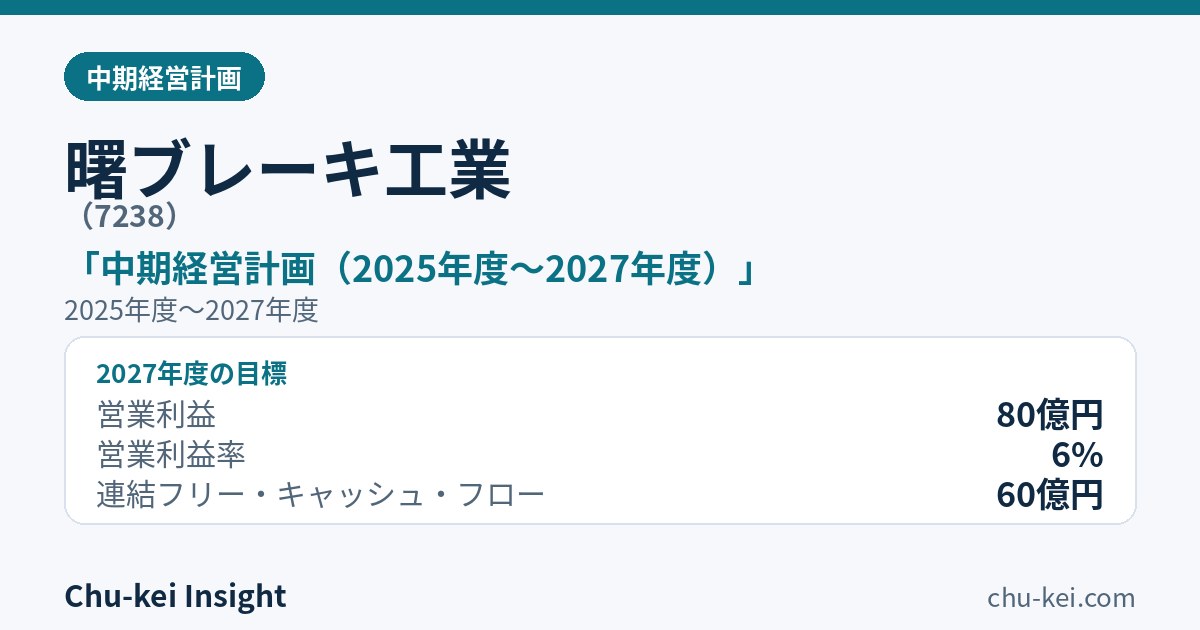 中期経営計画
曙ブレーキ工業
（7238）
「中期経営計画（2025年度～2027年度）」
2025年度～2027年度
2027年度の目標
営業利益 80億円
営業利益率 6%
連結フリー・キャッシュ・フロー 60億円
Chu-kei Insight chu-kei.com